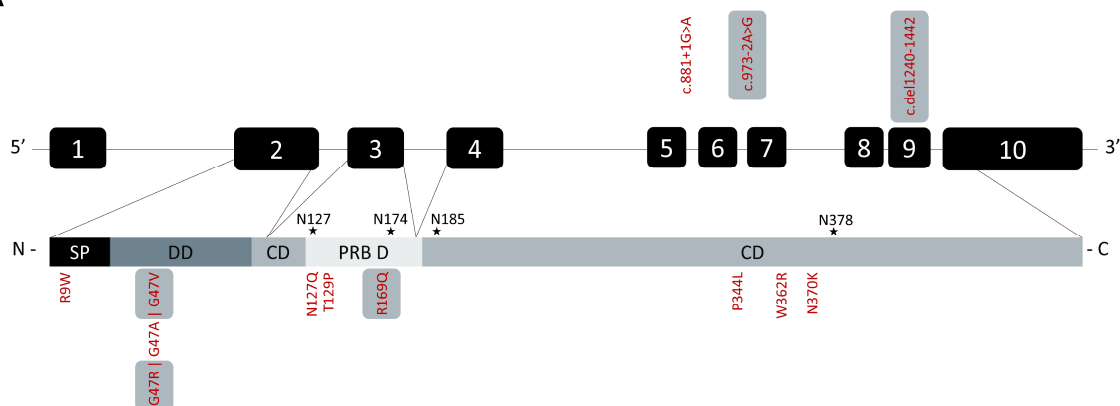 c.881+1G>A
c.973-2A>G
c.del1240-1442
5’ 1 2 3 4 5 6 7 8 9 10 3’
N127 N174 N185 N378
N - SP DD CD PRB D CD - C
R9W
G47R | G47A | G47V
N127Q
T129P
R169Q
P344L
W362R
N370K